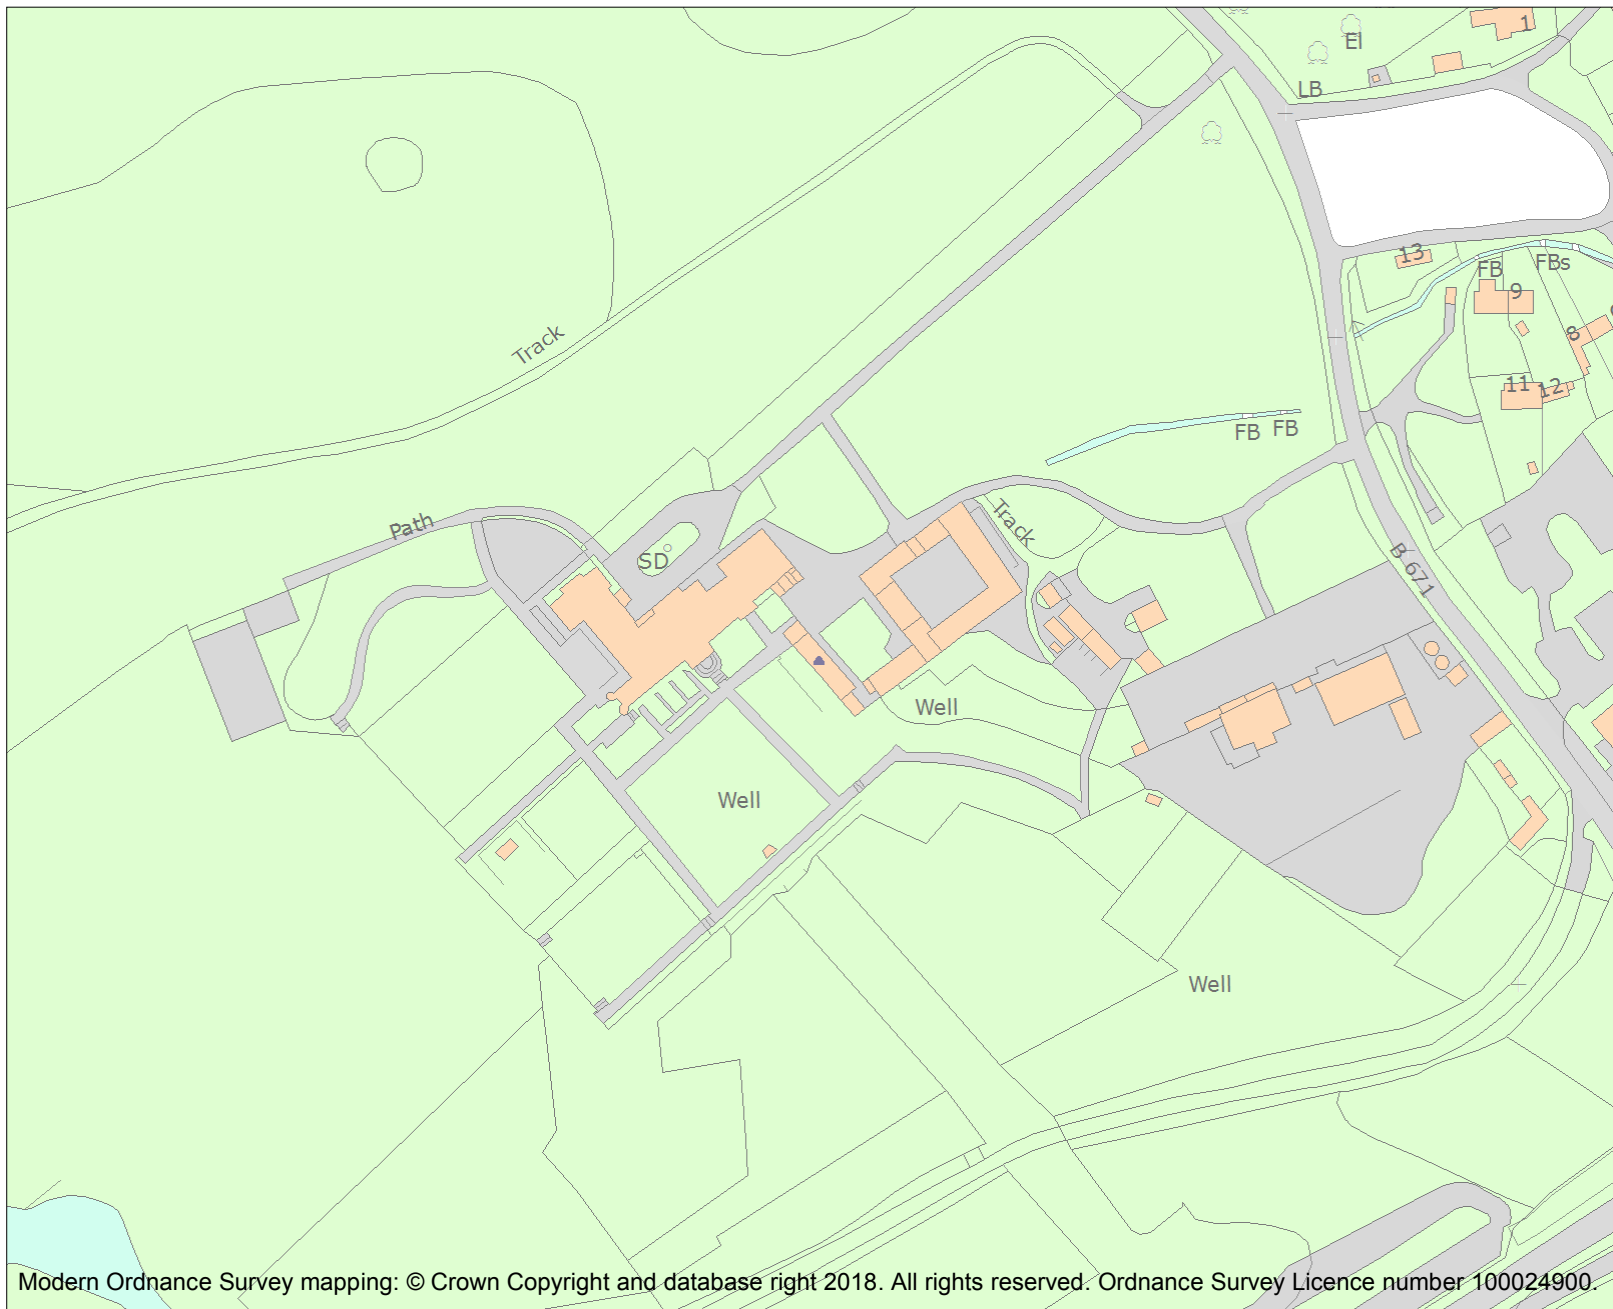 1
El
LB
13
FB
FBs
9
8
Track
11
12
FB
FB
Path
Track
SD
B 671
Well
Well
Well
Modern Ordnance Survey mapping: © Crown Copyright and database right 2018. All rights reserved. Ordnance Survey Licence number 100024900.